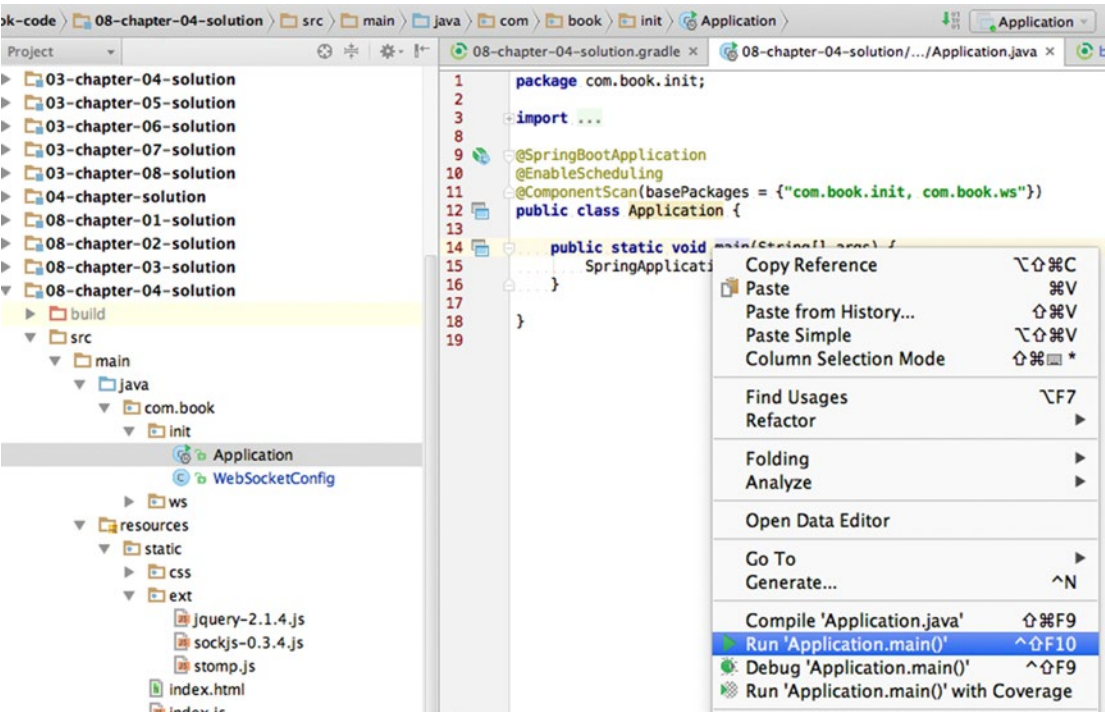 ok-code 08-chapter-04-solution src main java com book init Application Application
Project 08-chapter-04-solution.gradle × 08-chapter-04-solution/.../Application.java × b
03-chapter-04-solution
03-chapter-05-solution
03-chapter-06-solution
03-chapter-07-solution
03-chapter-08-solution
04-chapter-solution
08-chapter-01-solution
08-chapter-02-solution
08-chapter-03-solution
08-chapter-04-solution
build
src
main
java
com.book
init
Application
WebSocketConfig
ws
resources
static
css
ext
jquery-2.1.4.js
sockjs-0.3.4.js
stomp.js
index.html
index.js
1 package com.book.init;
2
3 import ...
8
9 @SpringBootApplication
10 @EnableScheduling
11 @ComponentScan(basePackages = {"com.book.init, com.book.ws"})
12 public class Application {
13
14 public static void main(String[] args) {
15 SpringApplicati
16 }
17
18 }
19
Copy Reference ⌥⇧⌘C
Paste ⌘V
Paste from History... ⇧⌘V
Paste Simple ⌥⇧⌘V
Column Selection Mode ⇧⌘⌨ *
Find Usages ⌥F7
Refactor
Folding
Analyze
Open Data Editor
Go To
Generate... ^N
Compile 'Application.java' ⇧⌘F9
Run 'Application.main()' ^⇧F10
Debug 'Application.main()' ^⇧F9
Run 'Application.main()' with Coverage